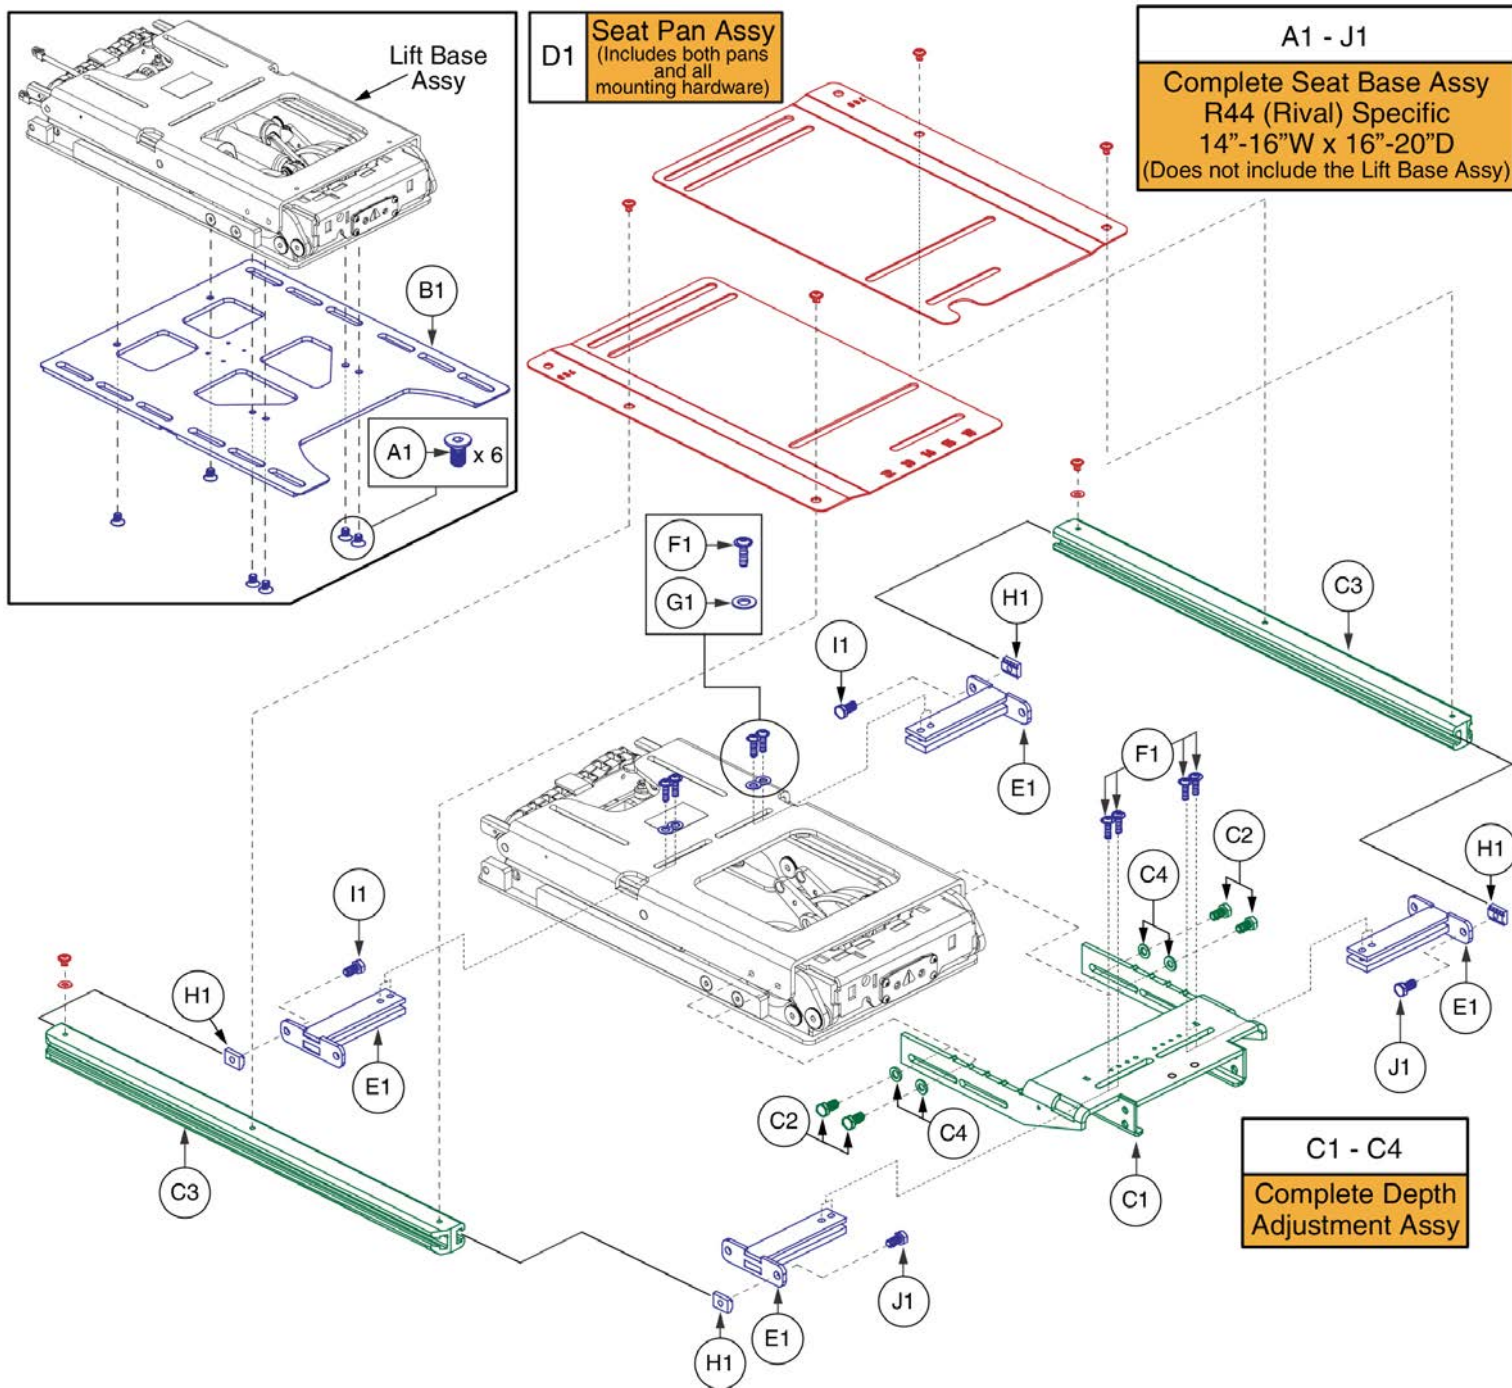 Lift Base
Assy
D1
Seat Pan Assy
(Includes both pans
and all
mounting hardware)
A1 - J1
Complete Seat Base Assy
R44 (Rival) Specific
14"-16"W x 16"-20"D
(Does not include the Lift Base Assy)
B1
A1
x 6
F1
G1
H1
I1
C3
E1
F1
C2
C4
H1
I1
H1
E1
E1
J1
C2
C4
C3
C1
C1 - C4
Complete Depth
Adjustment Assy
J1
E1
H1